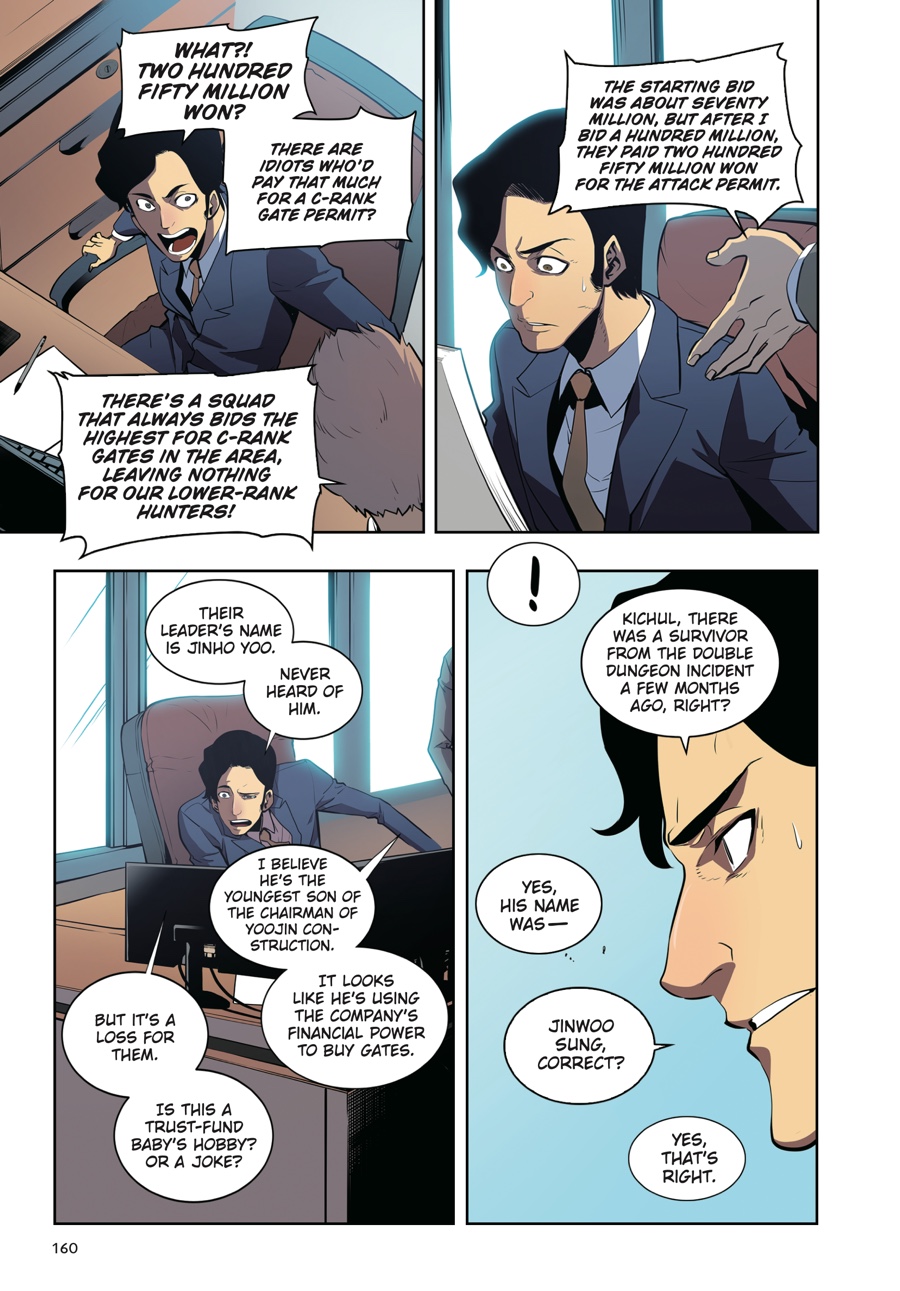 WHAT?!
TWO HUNDRED
FIFTY MILLION
WON?
THERE ARE
IDIOTS WHO'D
PAY THAT MUCH
FOR A C-RANK
GATE PERMIT?
THERE'S A SQUAD
THAT ALWAYS BIDS THE
HIGHEST FOR C-RANK
GATES IN THE AREA,
LEAVING NOTHING
FOR OUR LOWER-RANK
HUNTERS!
THE STARTING BID
WAS ABOUT SEVENTY
MILLION, BUT AFTER I
BID A HUNDRED MILLION,
THEY PAID TWO HUNDRED
FIFTY MILLION WON
FOR THE ATTACK PERMIT.
THEIR
LEADER'S NAME
IS JINHO YOO.
NEVER
HEARD OF
HIM.
I BELIEVE
HE'S THE
YOUNGEST SON OF
THE CHAIRMAN OF
YOOJIN CON-
STRUCTION.
IT LOOKS
LIKE HE'S USING
THE COMPANY'S
FINANCIAL POWER
TO BUY GATES.
BUT IT'S A
LOSS FOR
THEM.
IS THIS A
TRUST-FUND
BABY'S HOBBY?
OR A JOKE?
!
KICHUL, THERE
WAS A SURVIVOR
FROM THE DOUBLE
DUNGEON INCIDENT
A FEW MONTHS
AGO, RIGHT?
YES,
HIS NAME
WAS—
JINWOO
SUNG,
CORRECT?
YES,
THAT'S
RIGHT.
160